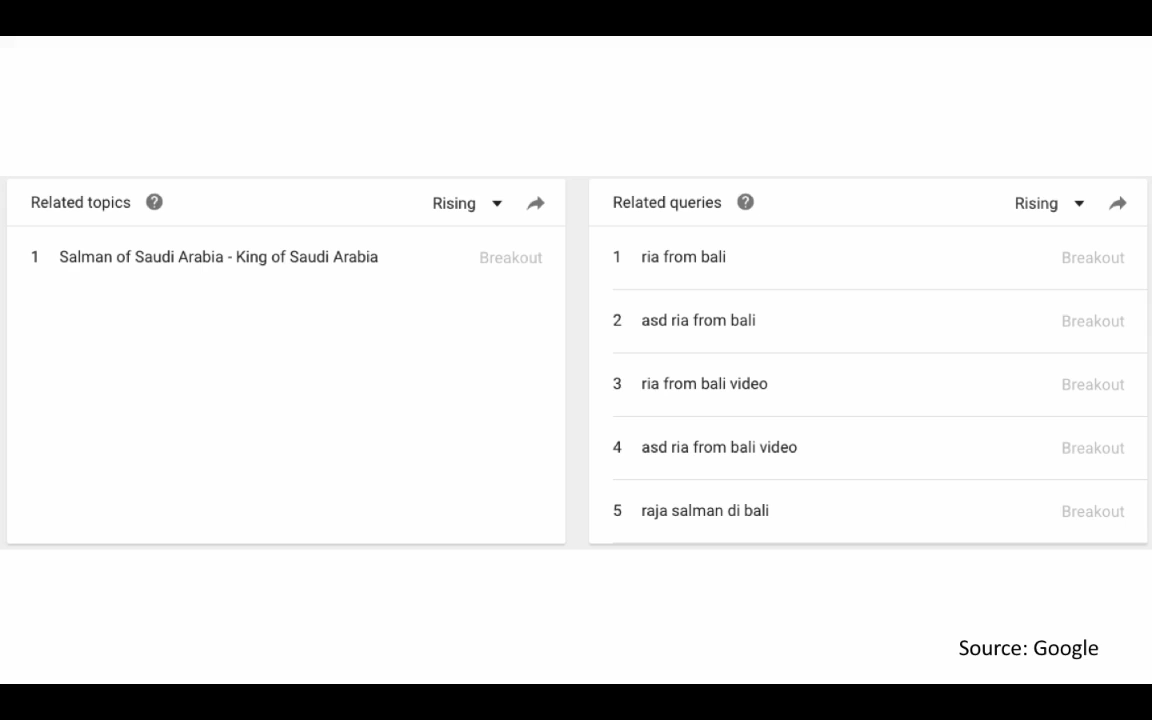 Related topics
Rising
1 Salman of Saudi Arabia - King of Saudi Arabia Breakout
Related queries
Rising
1 ria from bali Breakout
2 asd ria from bali Breakout
3 ria from bali video Breakout
4 asd ria from bali video Breakout
5 raja salman di bali Breakout
Source: Google